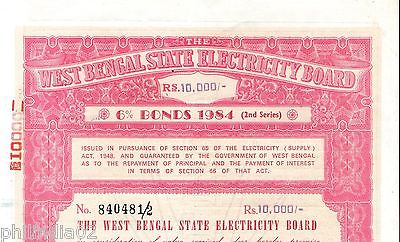 THE
WEST BENGAL STATE ELECTRICITY BOARD
RS.10,000/-
6% BONDS 1984 (2nd Series)
ISSUED IN PURSUANCE OF SECTION 65 OF THE ELECTRICITY (SUPPLY)
ACT, 1948, AND GUARANTEED BY THE GOVERNMENT OF WEST BENGAL
AS TO THE REPAYMENT OF PRINCIPAL AND THE PAYMENT OF INTEREST
IN TERMS OF SECTION 66 OF THAT ACT.
No. 840481/2 Rs.10,000/-
THE WEST BENGAL STATE ELECTRICITY BOARD
philindia02